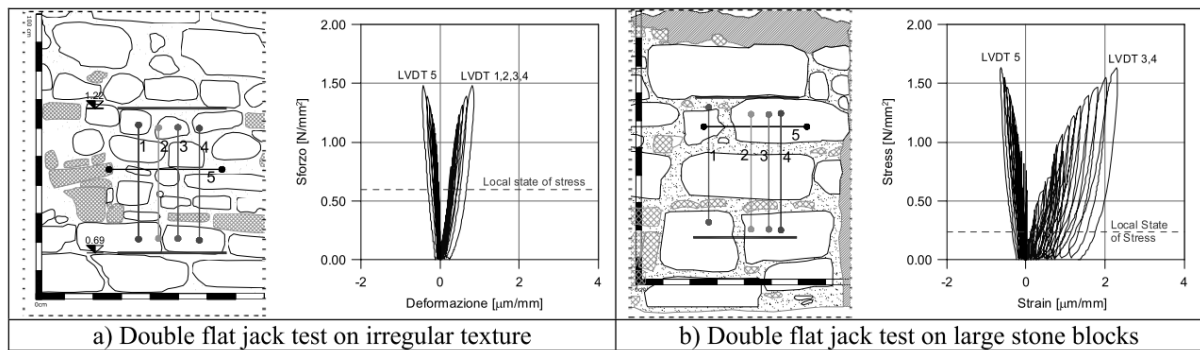 100 cm
1.22
1
2
3
4
5
0.69
0cm
2.00
1.50
1.00
0.50
0.00
Sforzo [N/mm²]
LVDT 5
LVDT 1,2,3,4
Local state of stress
-4
-2
0
2
4
Deformazione [μm/mm]
a) Double flat jack test on irregular texture
5
1
2
3
4
2.00
1.50
1.00
0.50
0.00
Stress [N/mm²]
LVDT 5
LVDT 3,4
Local State
of Stress
-4
-2
0
2
4
Strain [μm/mm]
b) Double flat jack test on large stone blocks